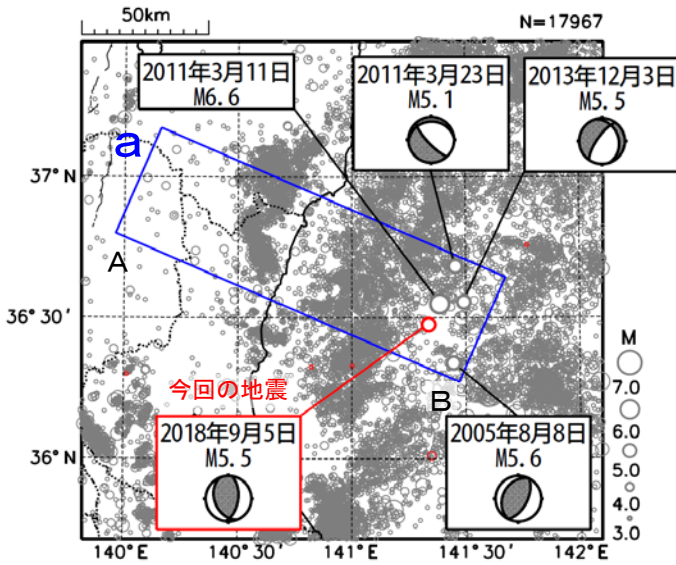 50km
N=17967
2011年3月11日
M6.6
2011年3月23日
M5.1
2013年12月3日
M5.5
a
37°N
A
36°30′
M
7.0
6.0
5.0
4.0
3.0
今回の地震
B
2018年9月5日
M5.5
2005年8月8日
M5.6
36°N
140°E
140°30′
141°E
141°30′
142°E